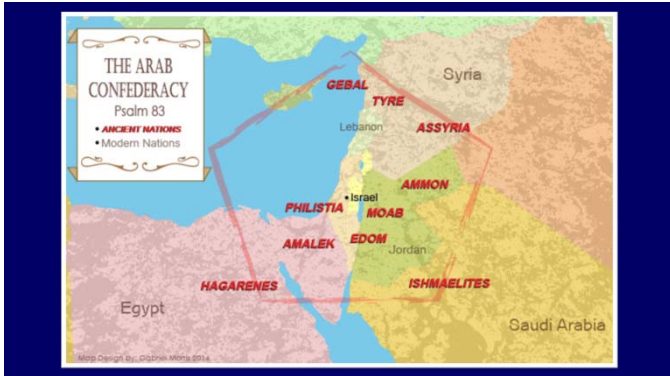 THE ARAB
CONFEDERACY
Psalm 83
• ANCIENT NATIONS
• Modern Nations
GEBAL
Syria
TYRE
Lebanon
ASSYRIA
AMMON
• Israel
PHILISTIA
MOAB
EDOM
AMALEK
Jordan
HAGARENES
ISHMAELITES
Egypt
Saudi Arabia
Map Design by: Gabriel Mark 2014